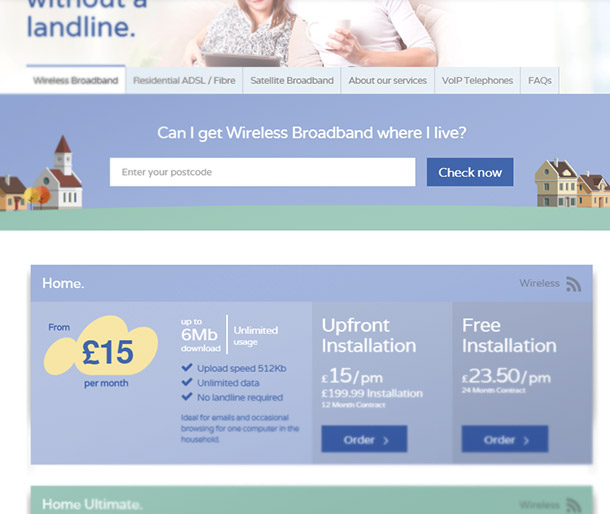 without a
landline.
Wireless Broadband
Residential ADSL / Fibre
Satellite Broadband
About our services
VoIP Telephones
FAQs
Can I get Wireless Broadband where I live?
Enter your postcode
Check now
Home.
Wireless
From
£15
per month
up to
6Mb
download
Unlimited
usage
Upload speed 512Kb
Unlimited data
No landline required
Ideal for emails and occasional
browsing for one computer in the
household.
Upfront
Installation
£15/pm
£199.99 Installation
12 Month Contract
Order
Free
Installation
£23.50/pm
24 Month Contract
Order
Home Ultimate.
Wireless